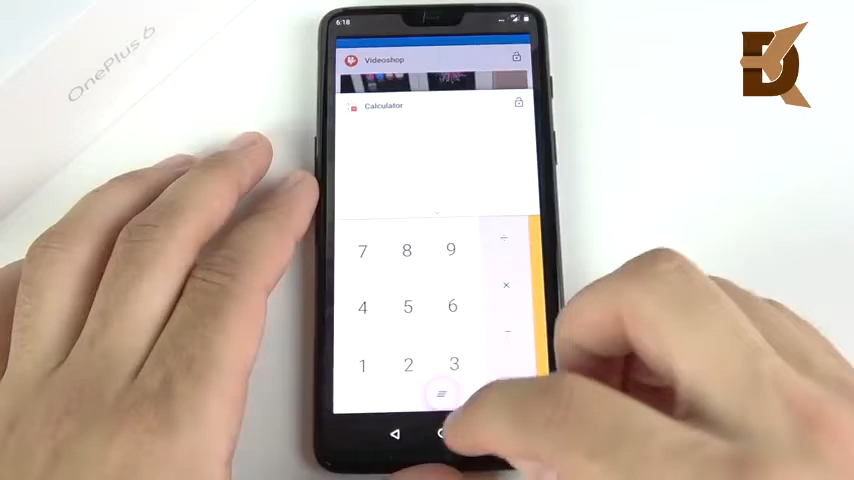 OnePlus 6
6:18
Videoshop
Calculator
7 8 9 ÷
4 5 6 ×
1 2 3 −